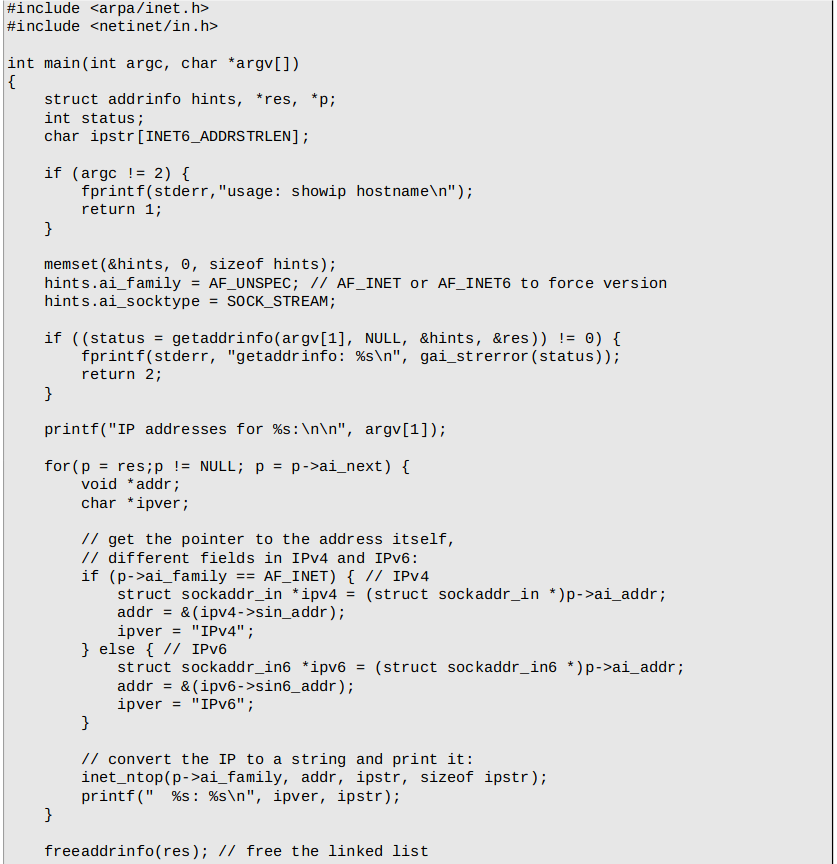 #include <arpa/inet.h>
#include <netinet/in.h>

int main(int argc, char *argv[])
{
    struct addrinfo hints, *res, *p;
    int status;
    char ipstr[INET6_ADDRSTRLEN];

    if (argc != 2) {
        fprintf(stderr,"usage: showip hostname\n");
        return 1;
    }

    memset(&hints, 0, sizeof hints);
    hints.ai_family = AF_UNSPEC; // AF_INET or AF_INET6 to force version
    hints.ai_socktype = SOCK_STREAM;

    if ((status = getaddrinfo(argv[1], NULL, &hints, &res)) != 0) {
        fprintf(stderr, "getaddrinfo: %s\n", gai_strerror(status));
        return 2;
    }

    printf("IP addresses for %s:\n\n", argv[1]);

    for(p = res;p != NULL; p = p->ai_next) {
        void *addr;
        char *ipver;

        // get the pointer to the address itself,
        // different fields in IPv4 and IPv6:
        if (p->ai_family == AF_INET) { // IPv4
            struct sockaddr_in *ipv4 = (struct sockaddr_in *)p->ai_addr;
            addr = &(ipv4->sin_addr);
            ipver = "IPv4";
        } else { // IPv6
            struct sockaddr_in6 *ipv6 = (struct sockaddr_in6 *)p->ai_addr;
            addr = &(ipv6->sin6_addr);
            ipver = "IPv6";
        }

        // convert the IP to a string and print it:
        inet_ntop(p->ai_family, addr, ipstr, sizeof ipstr);
        printf("  %s: %s\n", ipver, ipstr);
    }

    freeaddrinfo(res); // free the linked list